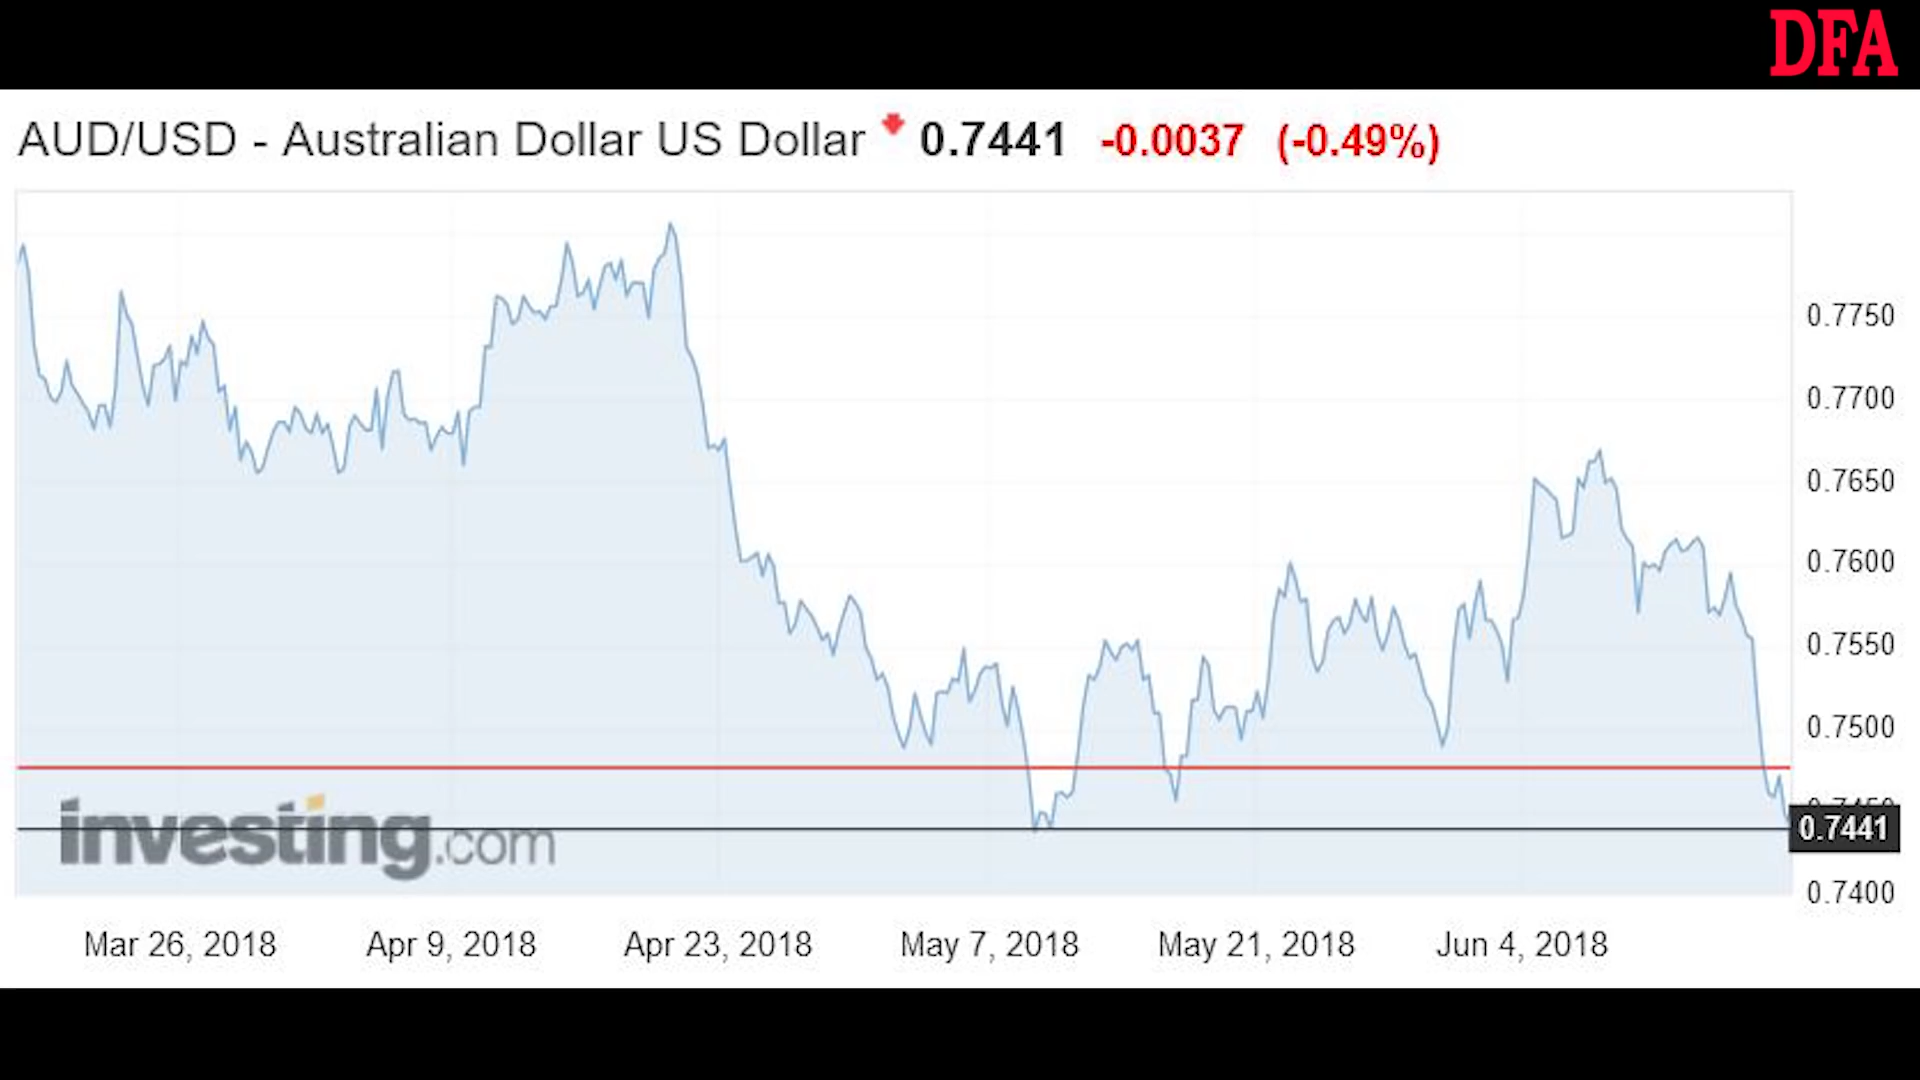 DFA
AUD/USD - Australian Dollar US Dollar 0.7441 -0.0037 (-0.49%)
0.7750
0.7700
0.7650
0.7600
0.7550
0.7500
0.7450
0.7441
0.7400
investing.com
Mar 26, 2018 Apr 9, 2018 Apr 23, 2018 May 7, 2018 May 21, 2018 Jun 4, 2018